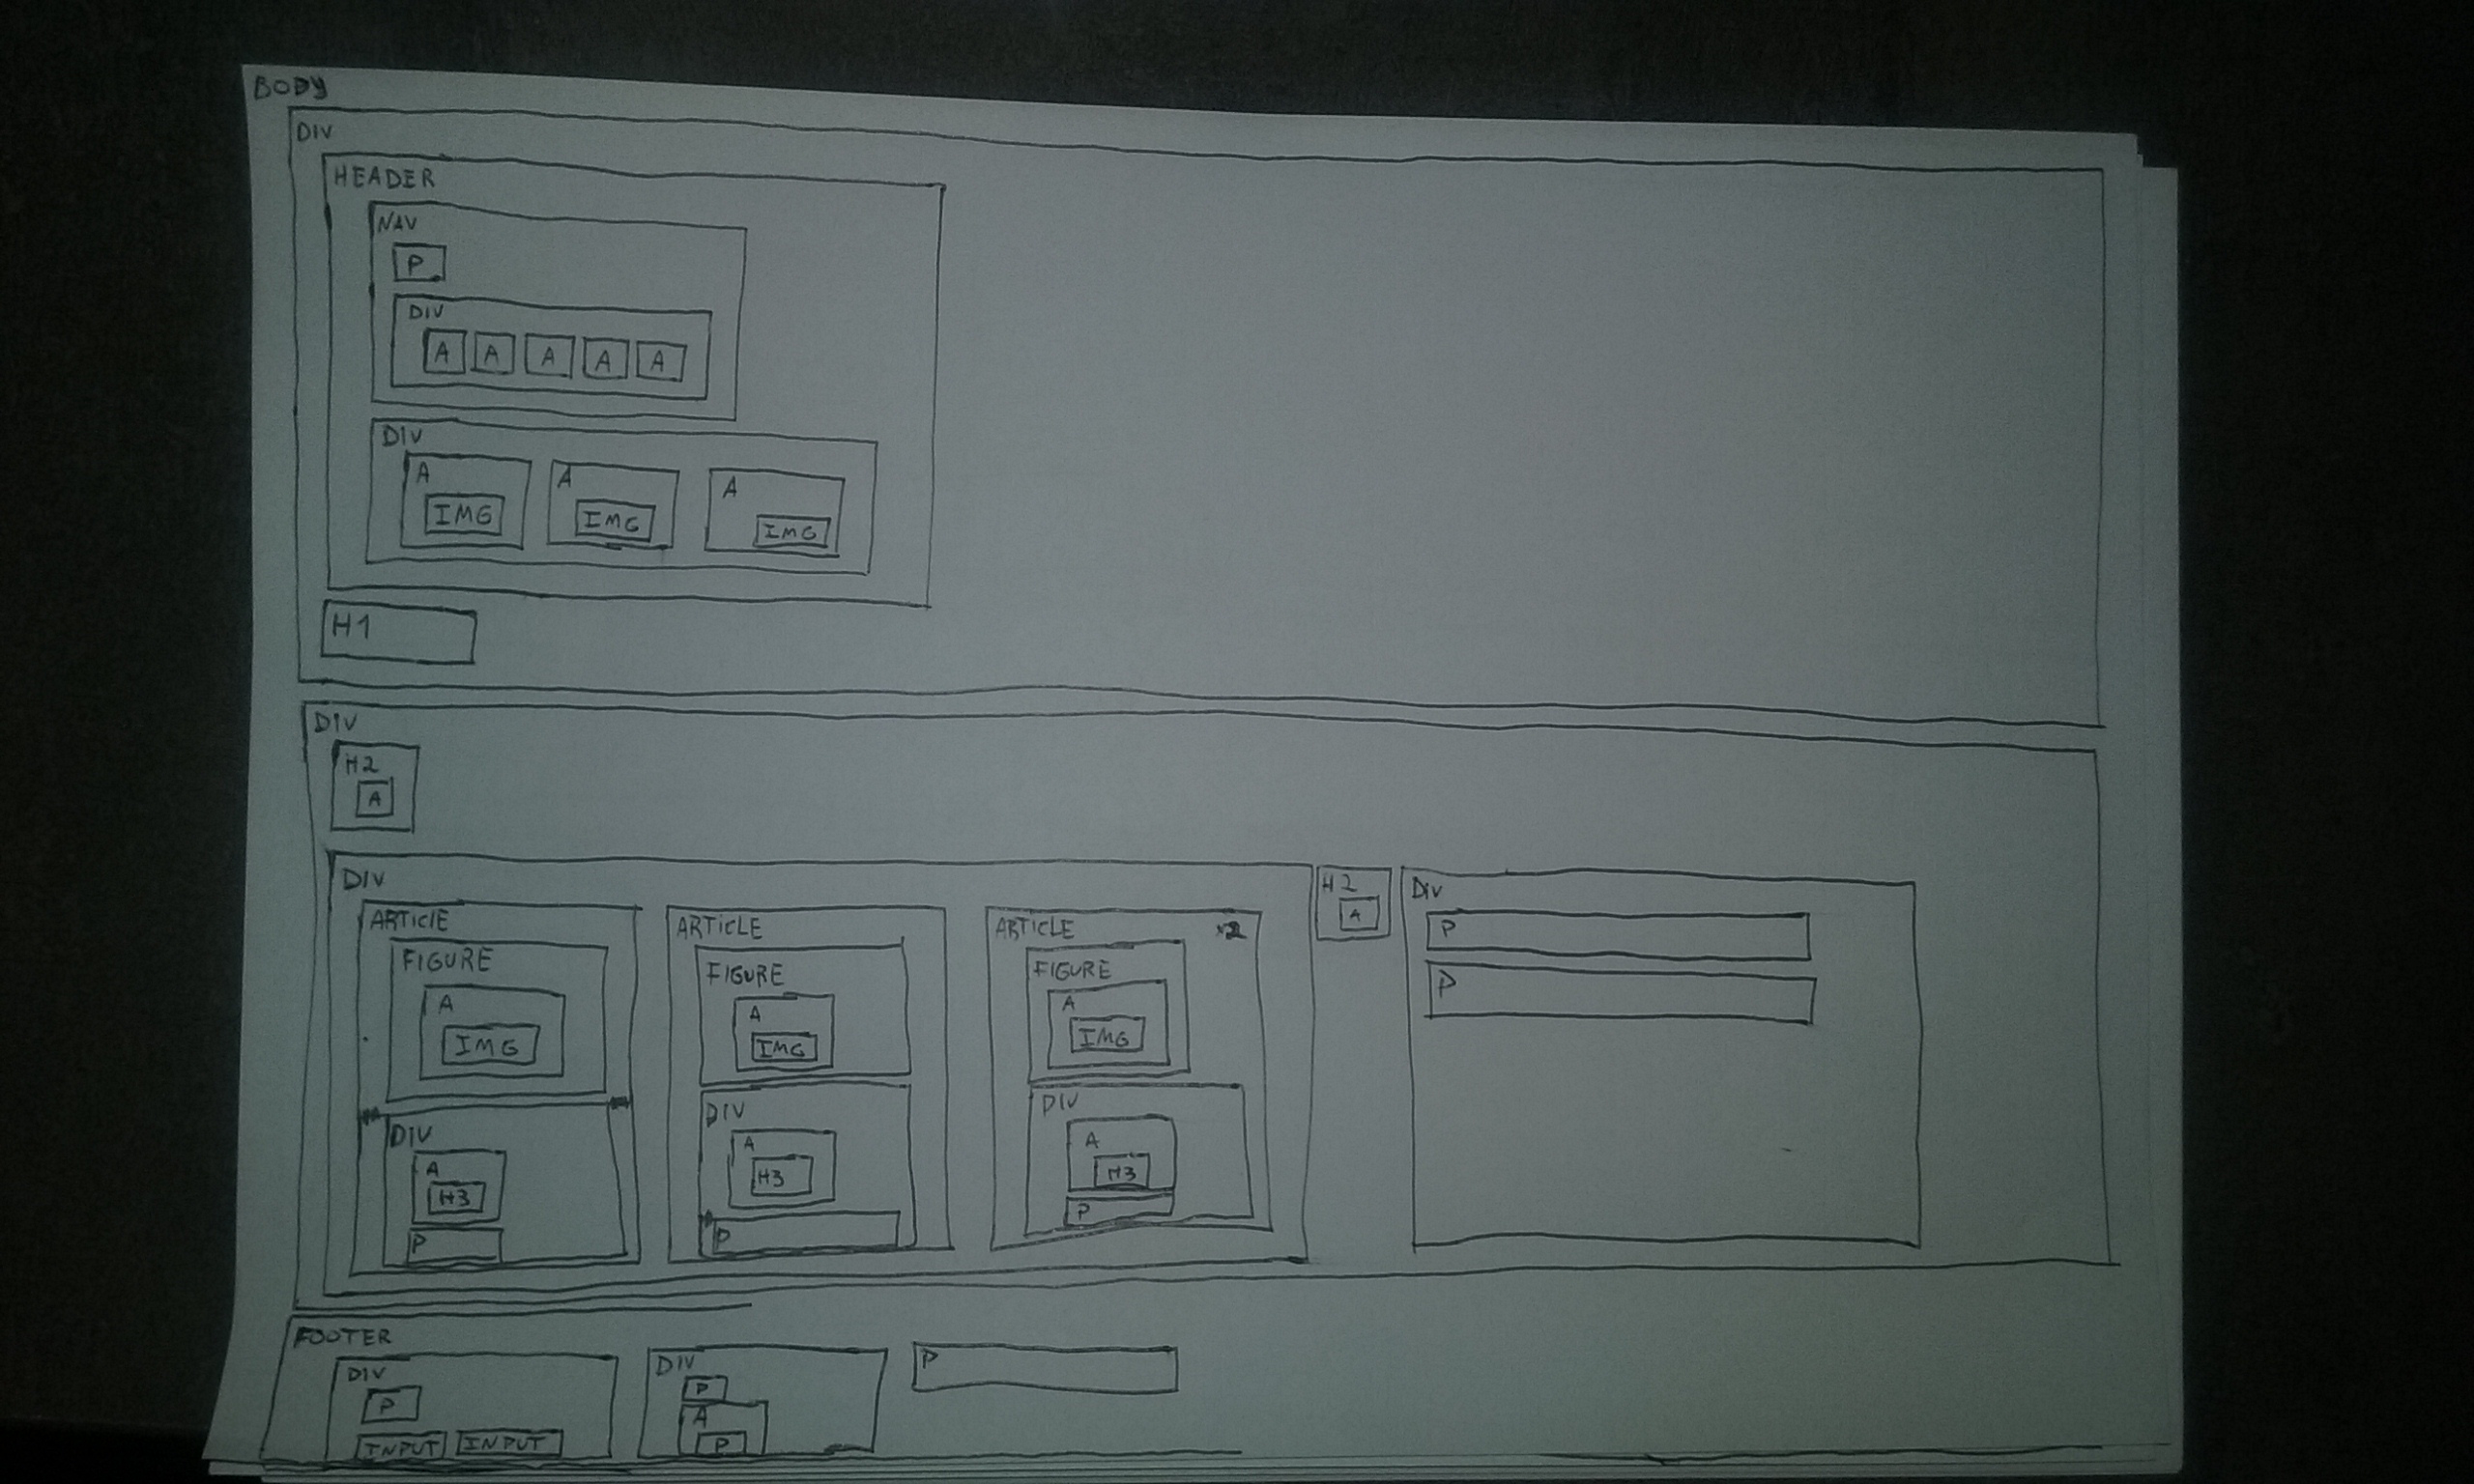 BODY
DIV
HEADER
NAV
P
DIV
A A A A A
DIV
A A A
IMG IMG IMG
H1
DIV
H2
A
DIV
ARTICLE ARTICLE ARTICLE x2
FIGURE FIGURE FIGURE
A A A
IMG IMG IMG
DIV DIV DIV
A A A
H3 H3 H3
P P P
H2
A
Div
P
P
FOOTER
DIV DIV P
P P
A
INPUT INPUT P